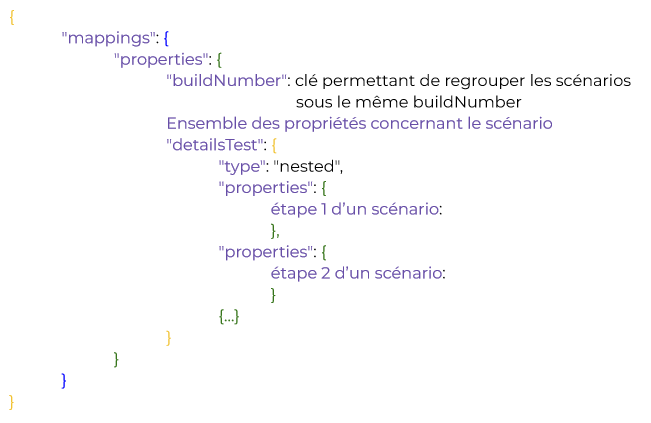 {
"mappings": {
"properties": {
"buildNumber": clé permettant de regrouper les scénarios
sous le même buildNumber
Ensemble des propriétés concernant le scénario
"detailsTest": {
"type": "nested",
"properties": {
étape 1 d’un scénario:
},
"properties": {
étape 2 d’un scénario:
}
{...}
}
}
}
}